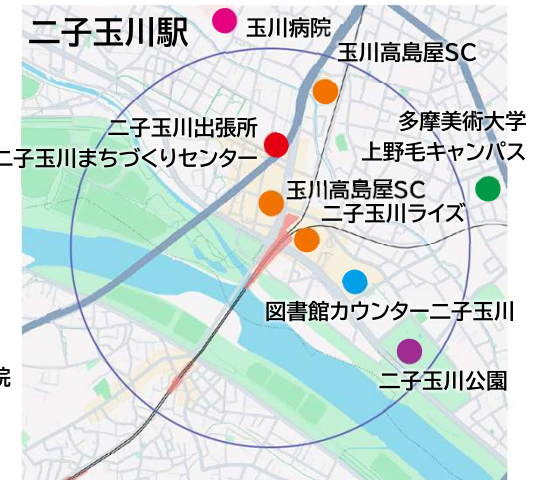 二子玉川駅
玉川病院
玉川高島屋SC
多摩美術大学
上野毛キャンパス
二子玉川出張所
二子玉川まちづくりセンター
玉川高島屋SC
二子玉川ライズ
図書館カウンター二子玉川
二子玉川公園
院